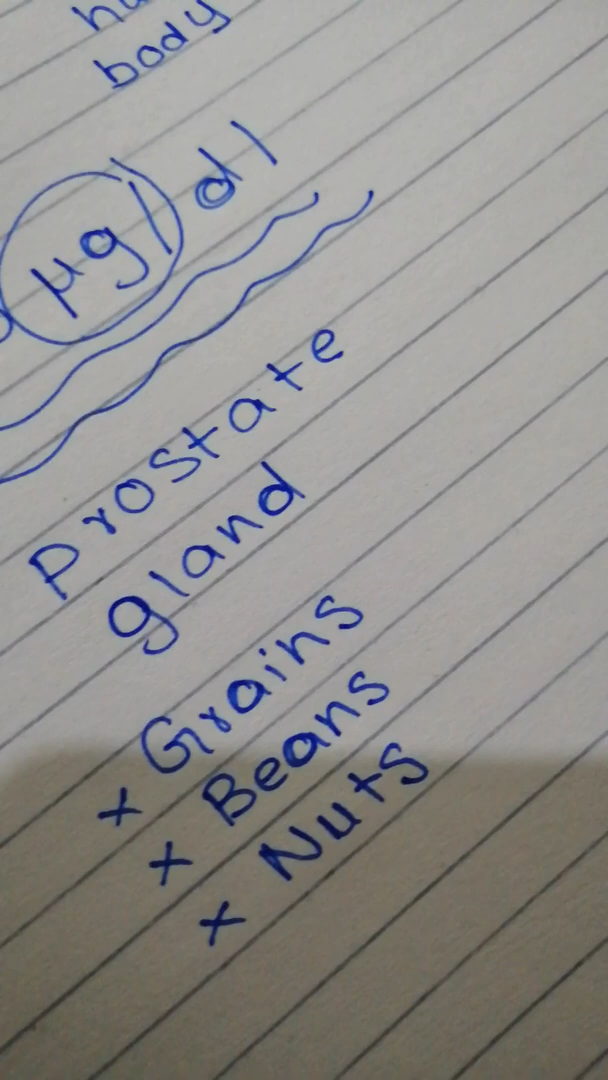 body
µg/dl
Prostate
gland
x Grains
x Beans
x Nuts